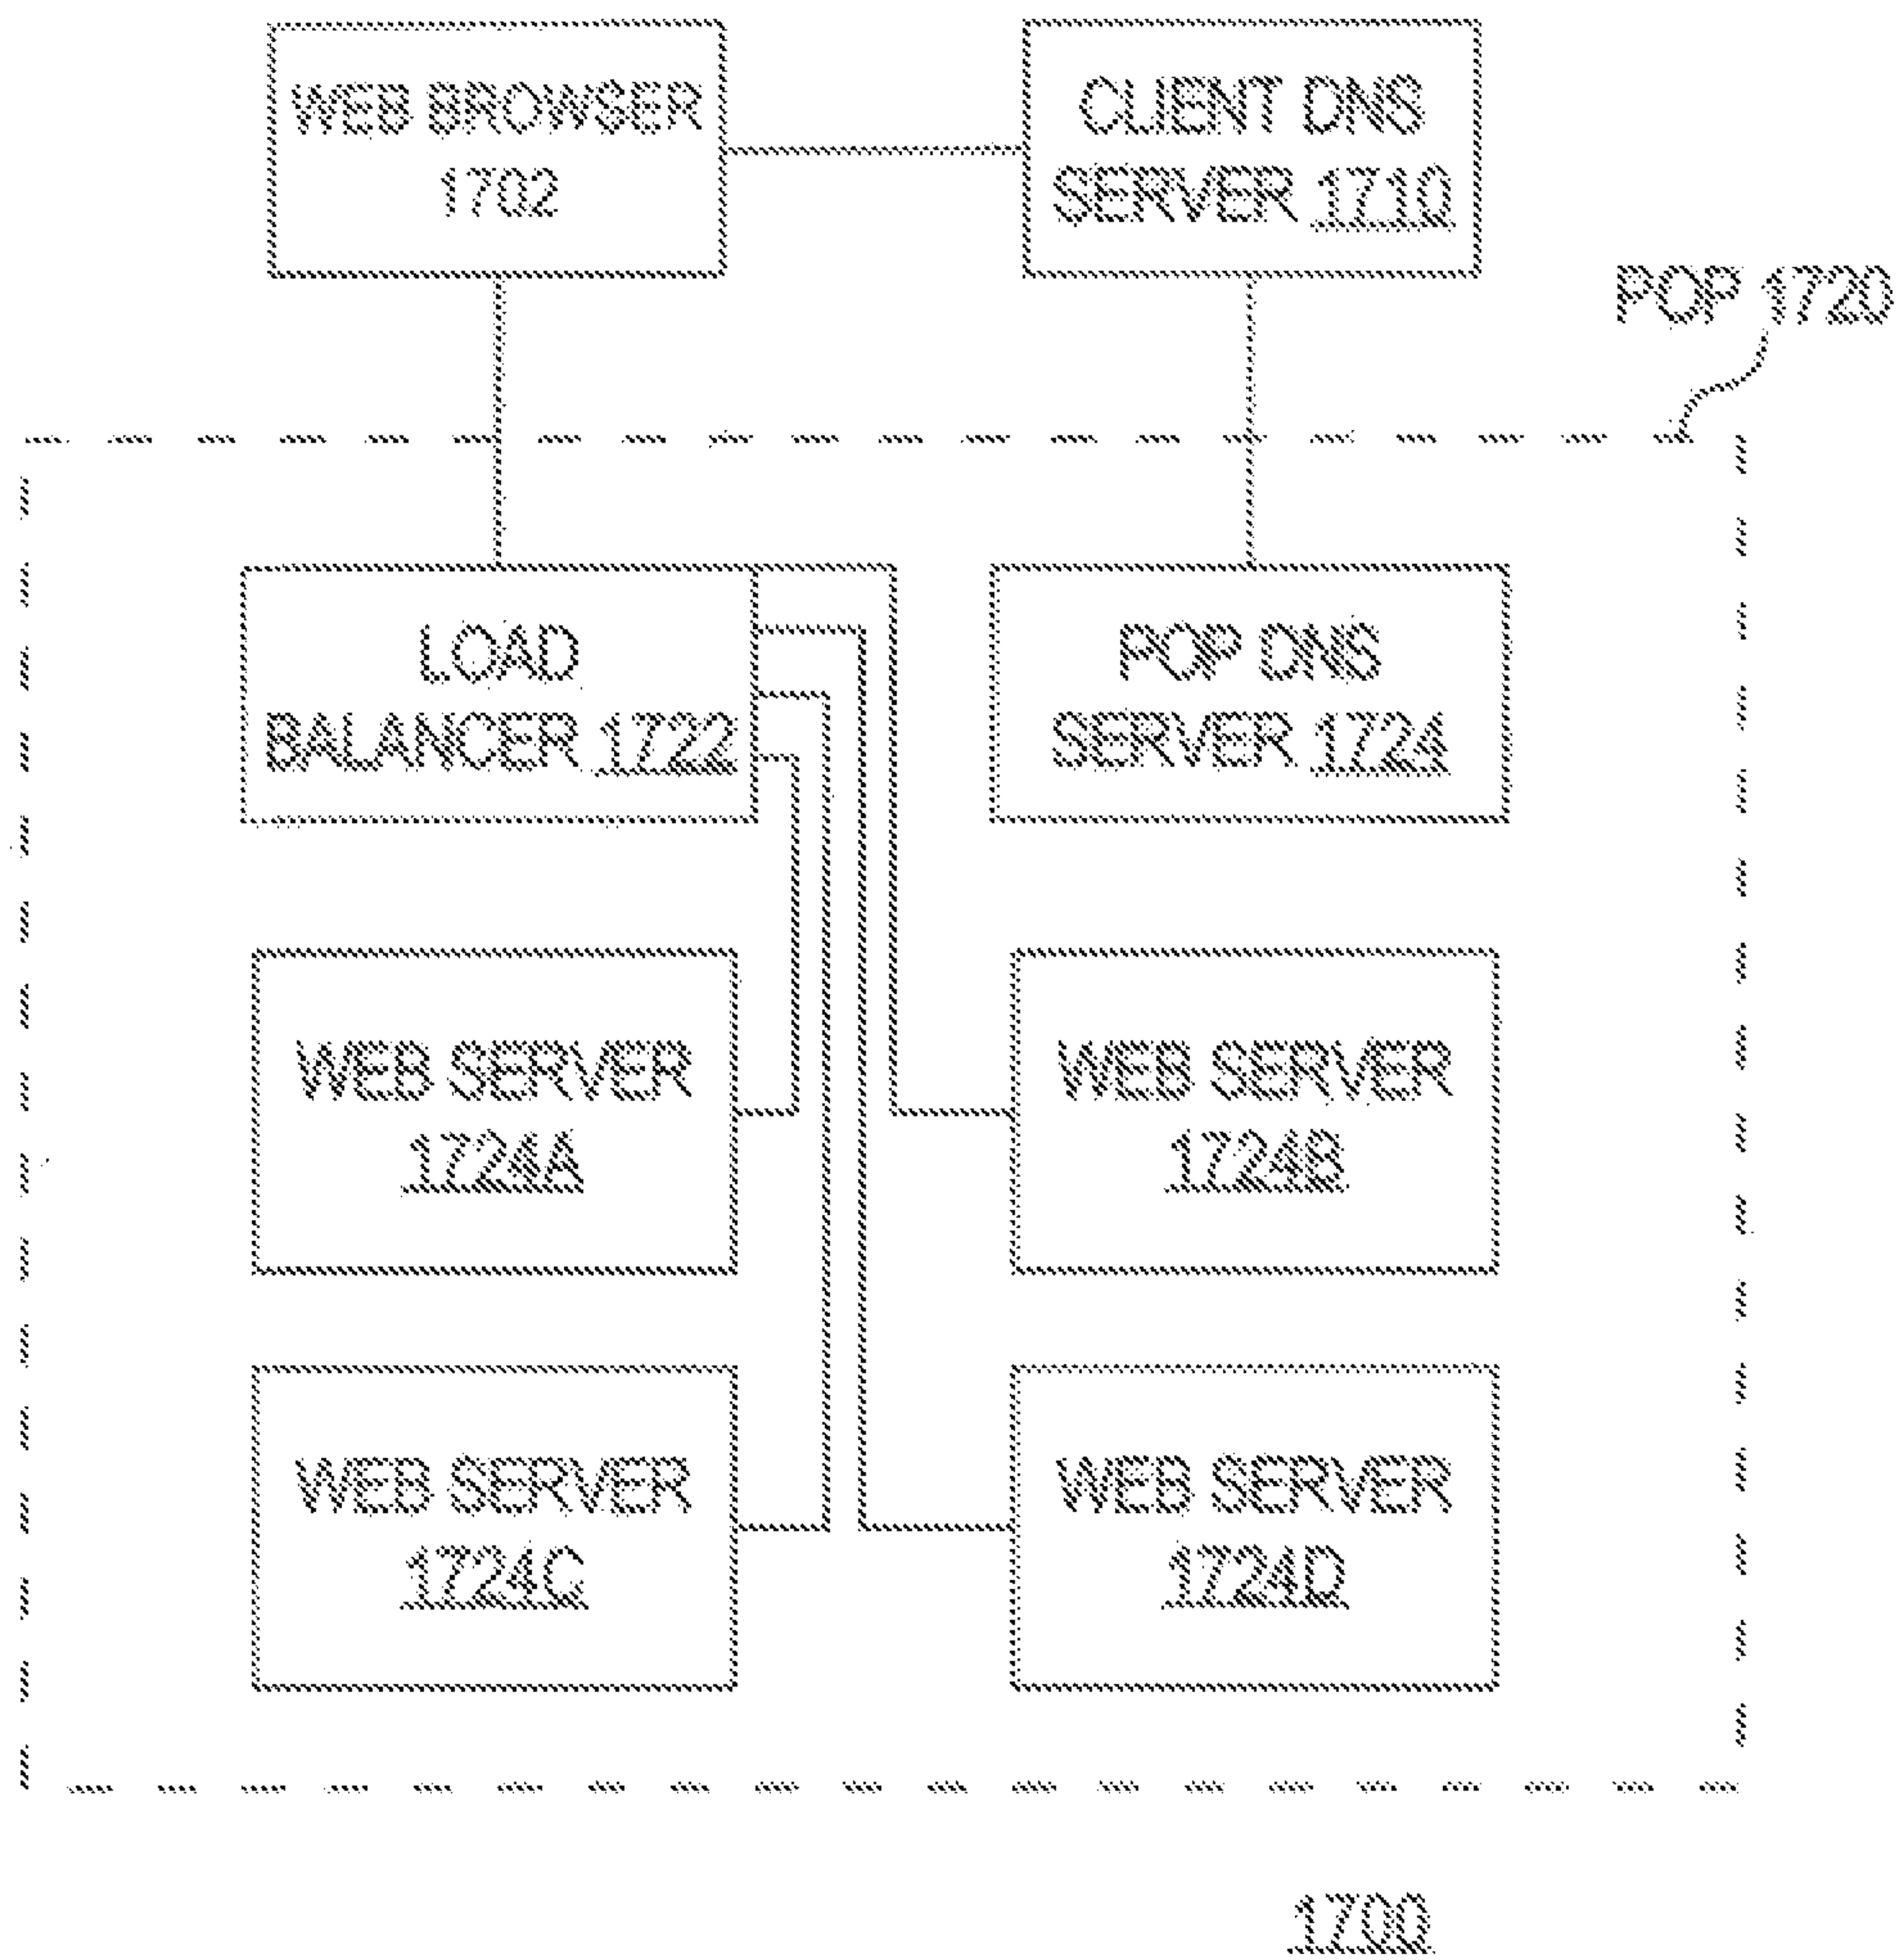 WEB BROWSER
1702
CLIENT DNS
SERVER 1710
POP 1720
LOAD
BALANCER 1722
POP DNS
SERVER 1724
WEB SERVER
1724A
WEB SERVER
1724B
WEB SERVER
1724C
WEB SERVER
1724D
1700